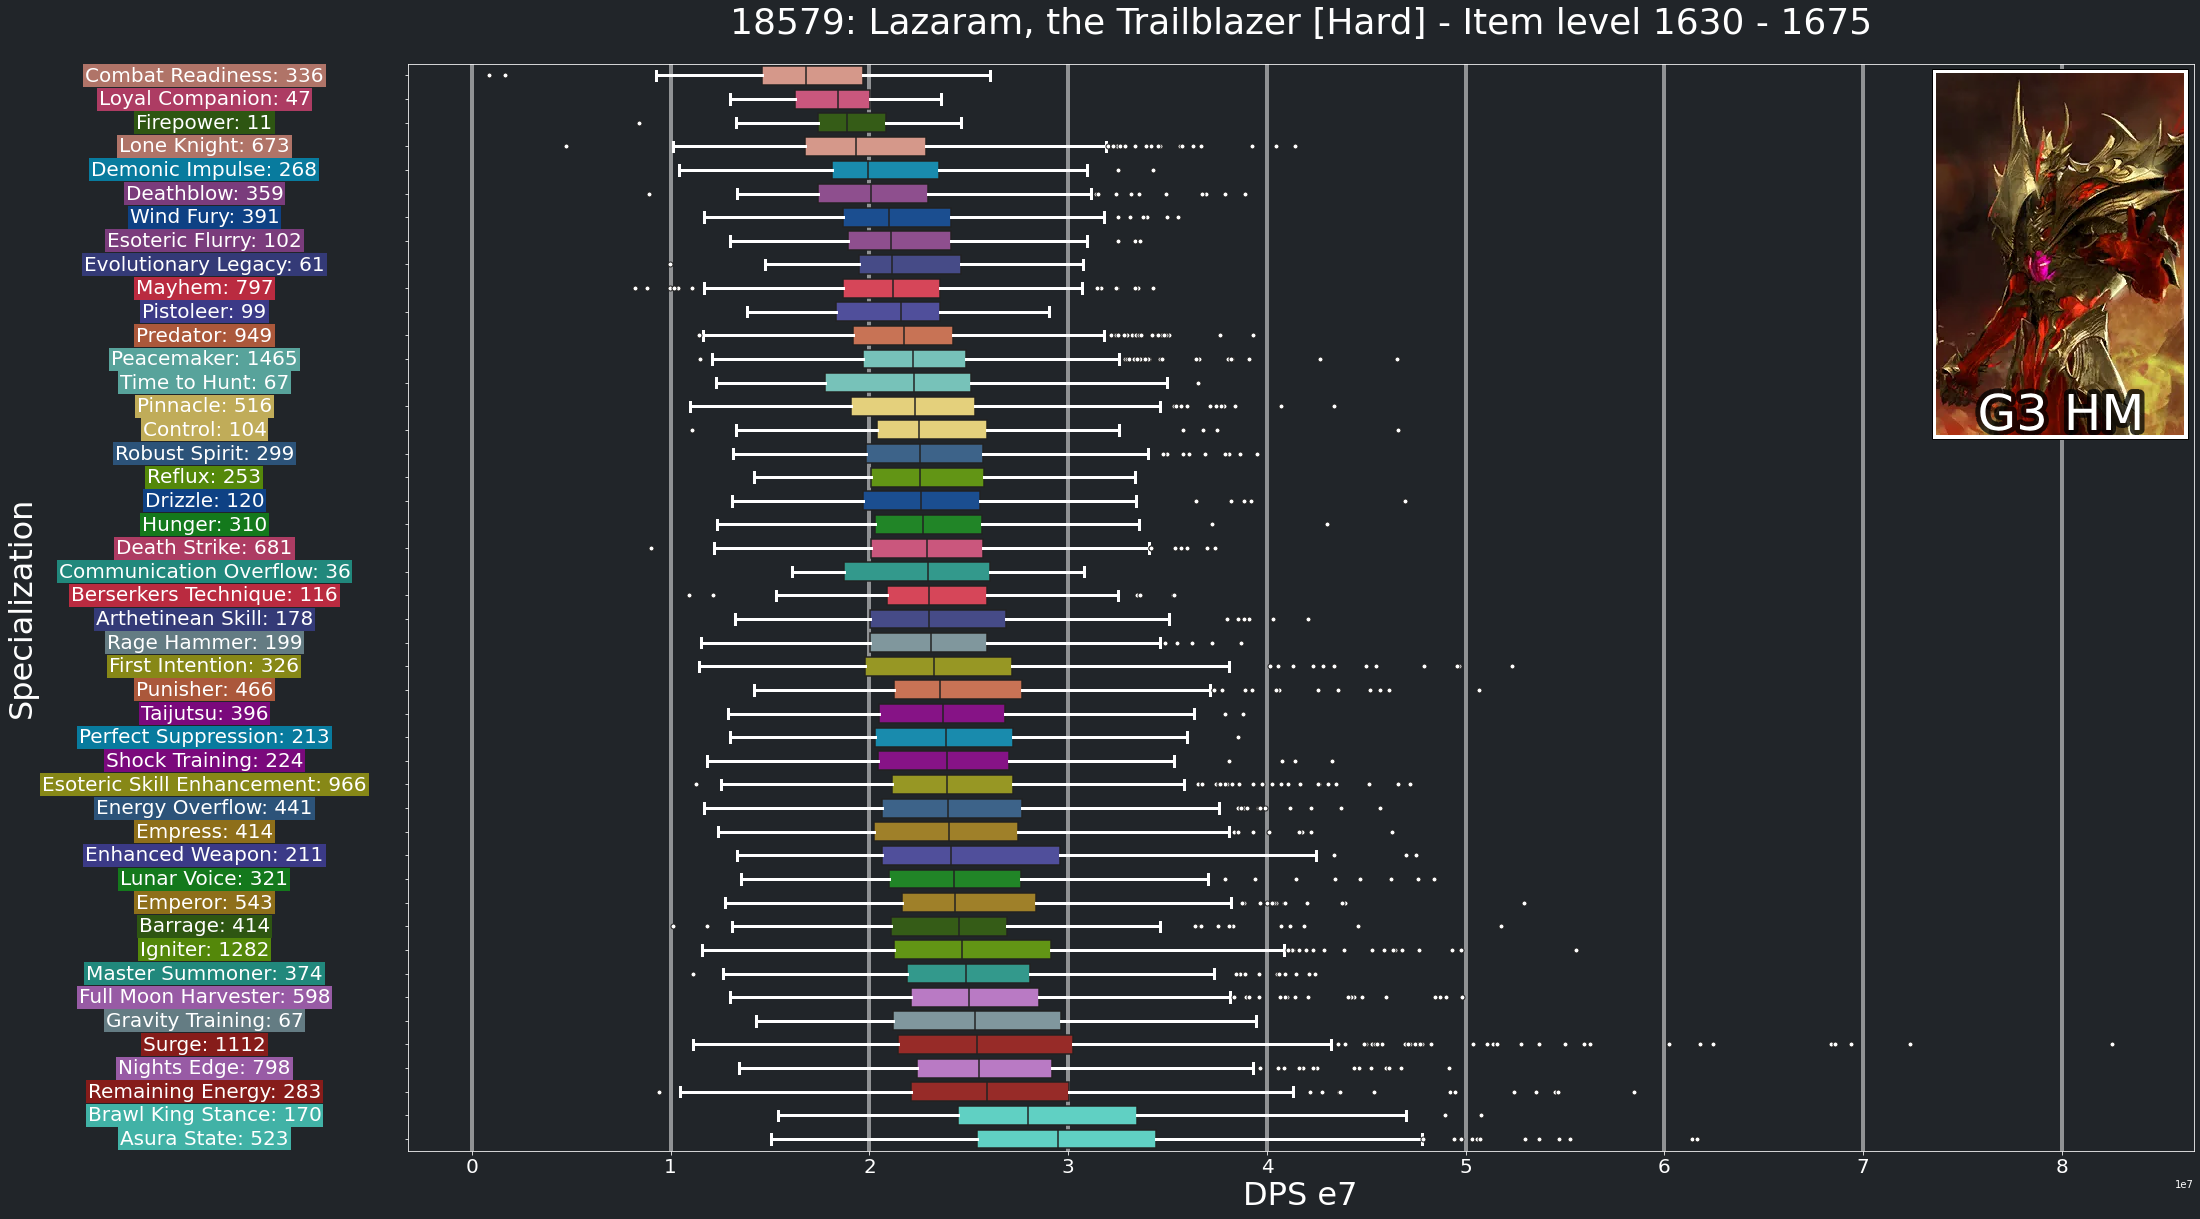 18579: Lazaram, the Trailblazer [Hard] - Item level 1630 - 1675
Combat Readiness: 336
Loyal Companion: 47
Firepower: 11
Lone Knight: 673
Demonic Impulse: 268
Deathblow: 359
Wind Fury: 391
Esoteric Flurry: 102
Evolutionary Legacy: 61
Mayhem: 797
Pistoleer: 99
Predator: 949
Peacemaker: 1465
Time to Hunt: 67
Pinnacle: 516
Control: 104
Robust Spirit: 299
Reflux: 253
Drizzle: 120
Hunger: 310
Death Strike: 681
Communication Overflow: 36
Berserkers Technique: 116
Arthetinean Skill: 178
Rage Hammer: 199
First Intention: 326
Punisher: 466
Taijutsu: 396
Perfect Suppression: 213
Shock Training: 224
Esoteric Skill Enhancement: 966
Energy Overflow: 441
Empress: 414
Enhanced Weapon: 211
Lunar Voice: 321
Emperor: 543
Barrage: 414
Igniter: 1282
Master Summoner: 374
Full Moon Harvester: 598
Gravity Training: 67
Surge: 1112
Nights Edge: 798
Remaining Energy: 283
Brawl King Stance: 170
Asura State: 523
Specialization
G3 HM
0 1 2 3 4 5 6 7 8
1e7
DPS e7